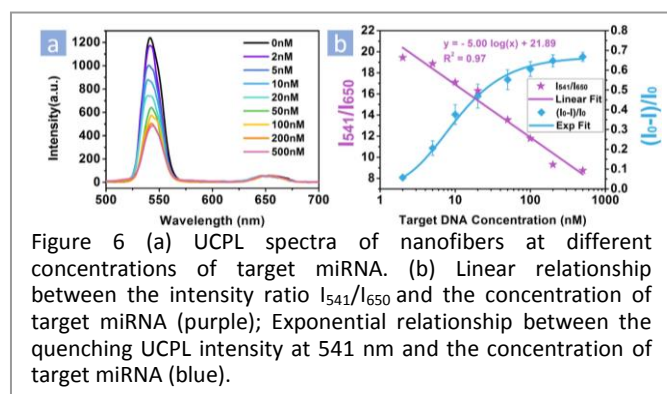 a
b
1200
1000
800
600
400
200
0
Intensity(a.u.)
500 550 600 650 700
Wavelength (nm)
0nM
2nM
5nM
10nM
20nM
50nM
100nM
200nM
500nM
22
20
18
16
14
12
10
8
I541/I650
y = - 5.00 log(x) + 21.89
R² = 0.97
I541/I650
Linear Fit
(I0-I)/I0
Exp Fit
0.8
0.7
0.6
0.5
0.4
0.3
0.2
0.1
0.0
(I0-I)/I0
1 10 100
Target DNA Concentration (nM)
Figure 6 (a) UCPL spectra of nanofibers at different
concentrations of target miRNA. (b) Linear relationship
between the intensity ratio I541/I650 and the concentration of
target miRNA (purple); Exponential relationship between the
quenching UCPL intensity at 541 nm and the concentration of
target miRNA (blue).